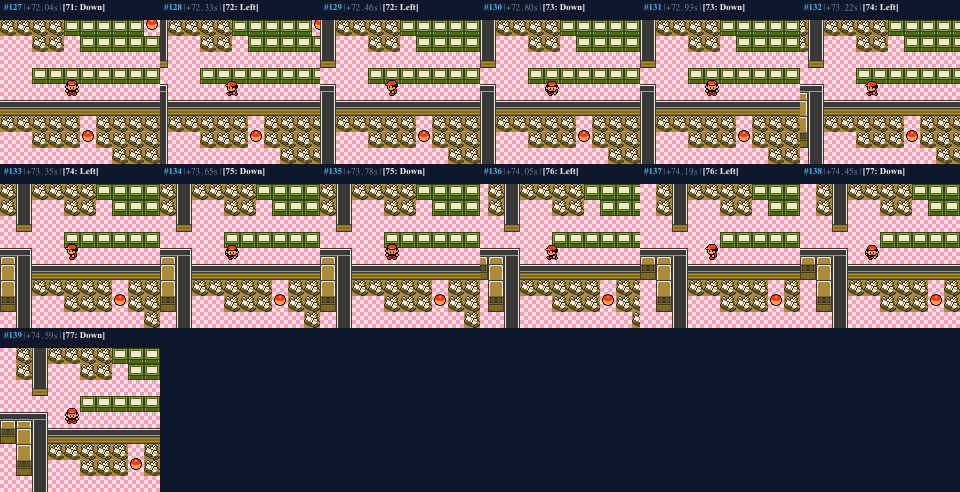 #127|+72.04s|[71: Down]
#128|+72.33s|[72: Left]
#129|+72.46s|[72: Left]
#130|+72.80s|[73: Down]
#131|+72.93s|[73: Down]
#132|+73.22s|[74: Left]
#133|+73.35s|[74: Left]
#134|+73.65s|[75: Down]
#135|+73.78s|[75: Down]
#136|+74.05s|[76: Left]
#137|+74.19s|[76: Left]
#138|+74.45s|[77: Down]
#139|+74.59s|[77: Down]